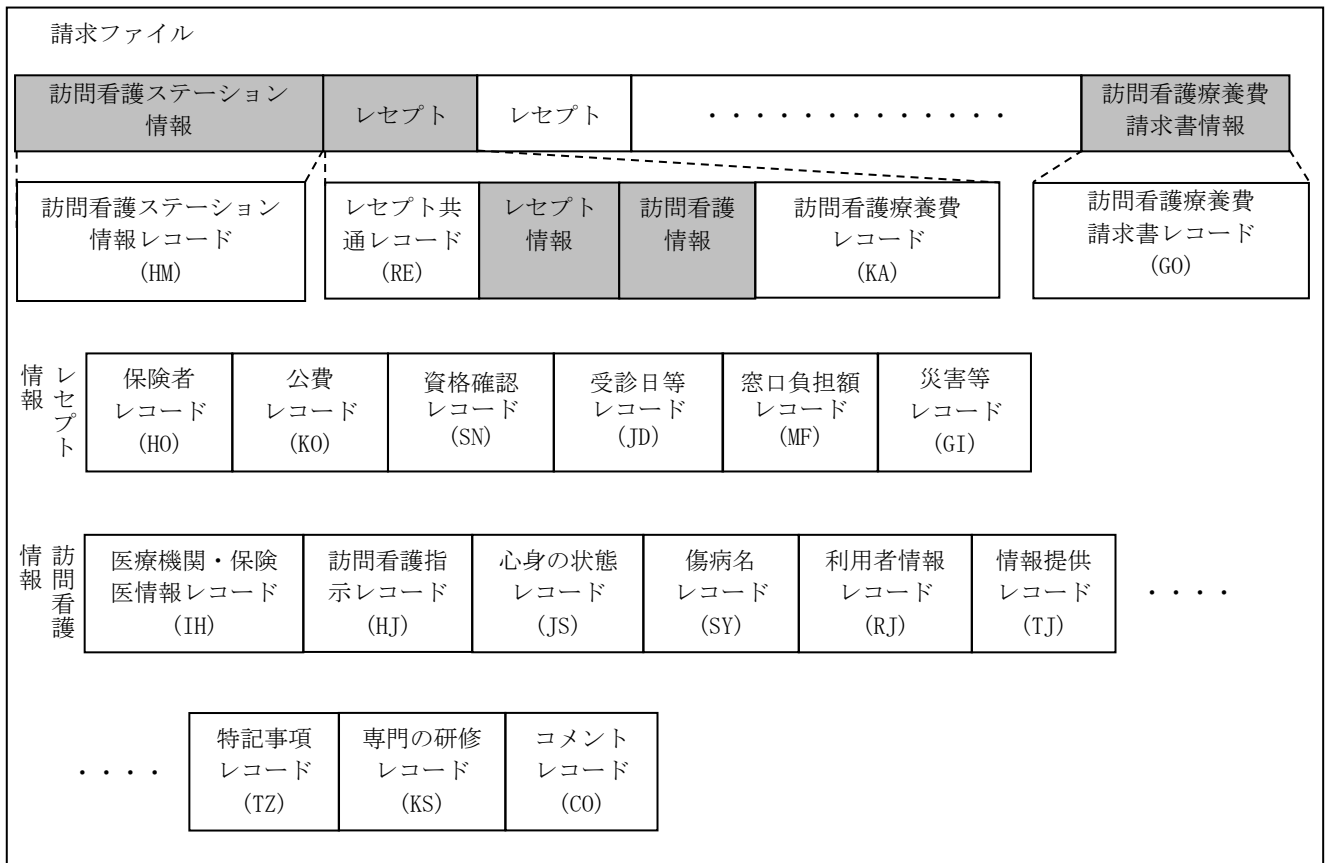 請求ファイル
訪問看護ステーション
情報
レセプト
レセプト
・・・・・・・・・・・・・
訪問看護療養費
請求書情報
訪問看護ステーション
情報レコード
(HM)
レセプト共
通レコード
(RE)
レセプト
情報
訪問看護
情報
訪問看護療養費
レコード
(KA)
訪問看護療養費
請求書レコード
(GO)
レセプト
情報
保険者
レコード
(HO)
公費
レコード
(KO)
資格確認
レコード
(SN)
受診日等
レコード
(JD)
窓口負担額
レコード
(MF)
災害等
レコード
(GI)
訪問看護
情報
医療機関・保険
医情報レコード
(IH)
訪問看護指
示レコード
(HJ)
心身の状態
レコード
(JS)
傷病名
レコード
(SY)
利用者情報
レコード
(RJ)
情報提供
レコード
(TJ)
・・・・
・・・・
特記事項
レコード
(TZ)
専門の研修
レコード
(KS)
コメント
レコード
(CO)